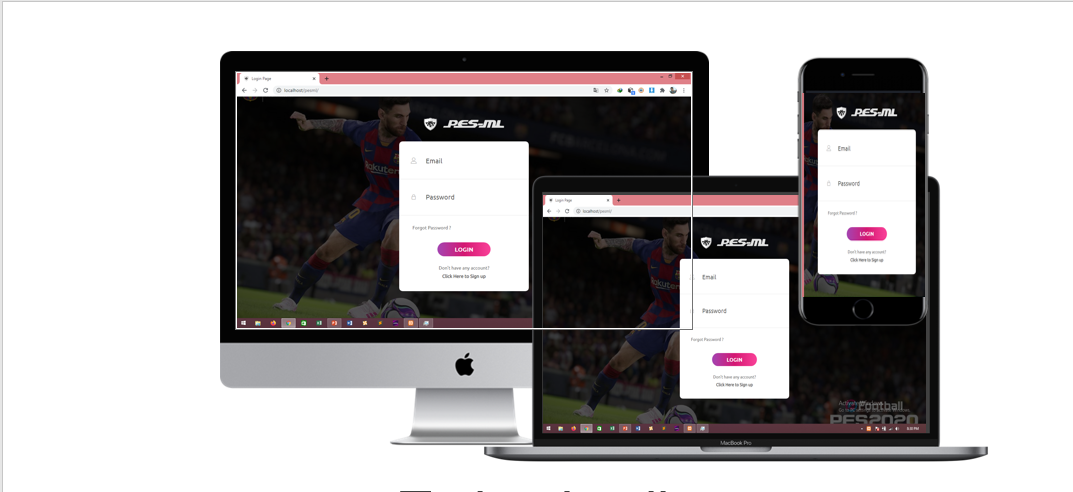 Login Page
localhost/pesml/
PES-ML
Email
Password
Forgot Password ?
LOGIN
Don't have any account?
Click Here to Sign up
Login Page
localhost/pesml/
PES-ML
Email
Password
Forgot Password ?
LOGIN
Don't have any account?
Click Here to Sign up
Football
PES2020
MacBook Pro
PES-ML
Email
Password
Forgot Password ?
LOGIN
Don't have any account?
Click Here to Sign up